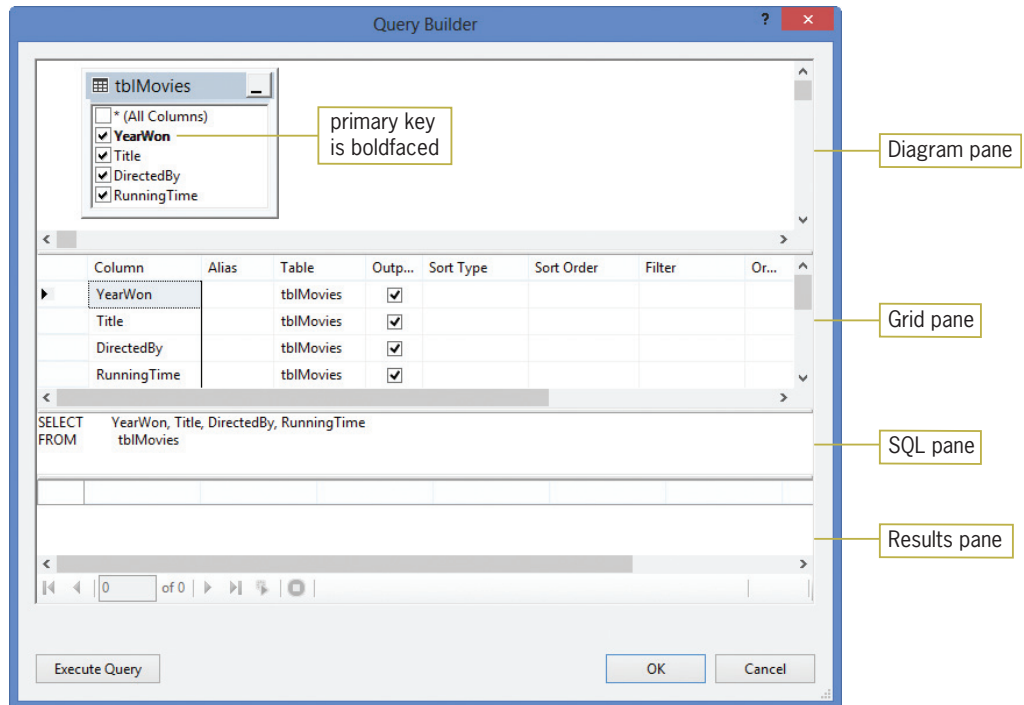 Query Builder
?
tblMovies
* (All Columns)
YearWon
Title
DirectedBy
RunningTime
primary key
is boldfaced
Diagram pane
Column Alias Table Outp... Sort Type Sort Order Filter Or...
YearWon tblMovies
Title tblMovies
DirectedBy tblMovies
RunningTime tblMovies
Grid pane
SELECT YearWon, Title, DirectedBy, RunningTime
FROM tblMovies
SQL pane
Results pane
0 of 0
Execute Query OK Cancel